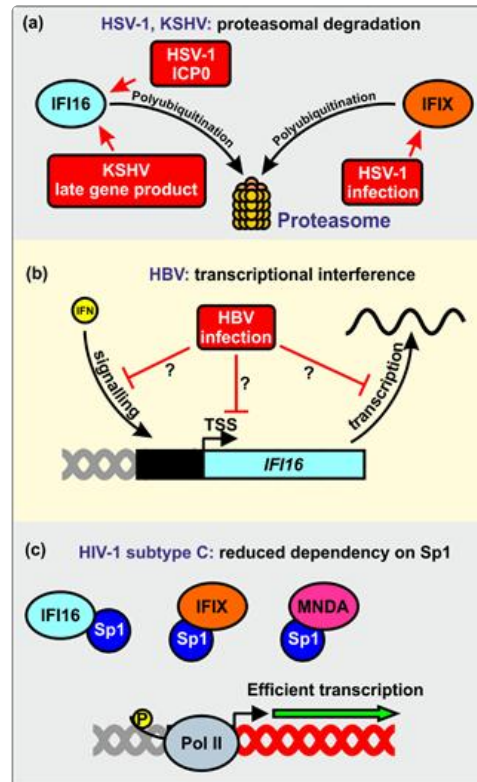 (a)
HSV-1, KSHV: proteasomal degradation
HSV-1
ICP0
IFI16
Polyubiquitination
Polyubiquitination
IFIX
KSHV
late gene product
HSV-1
infection
Proteasome
(b)
HBV: transcriptional interference
IFN
HBV
infection
signalling
?
?
?
transcription
TSS
IFI16
(c)
HIV-1 subtype C: reduced dependency on Sp1
IFI16
Sp1
IFIX
Sp1
MNDA
Sp1
Efficient transcription
P
Pol II